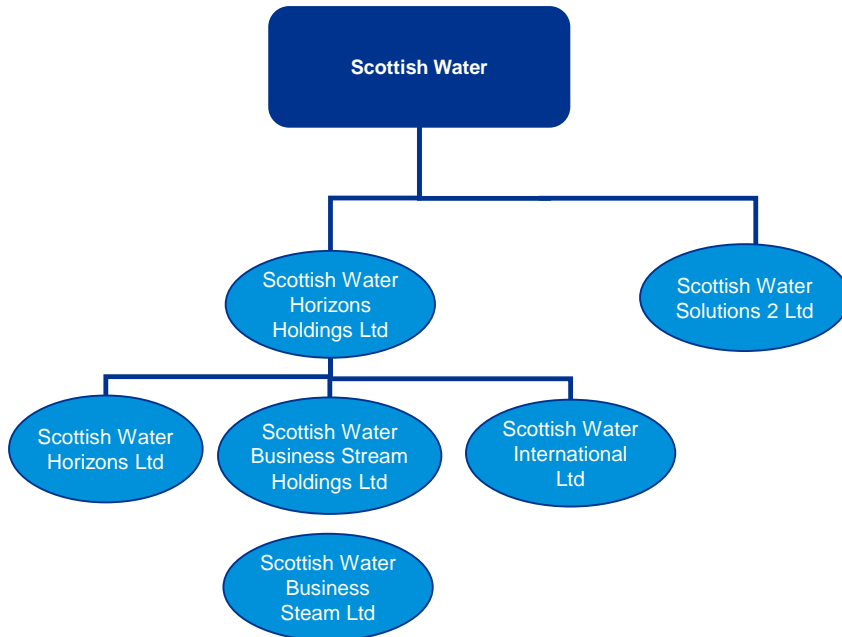 Scottish Water
Scottish Water
Horizons
Holdings Ltd
Scottish Water
Solutions 2 Ltd
Scottish Water
Horizons Ltd
Scottish Water
Business Stream
Holdings Ltd
Scottish Water
International
Ltd
Scottish Water
Business
Steam Ltd